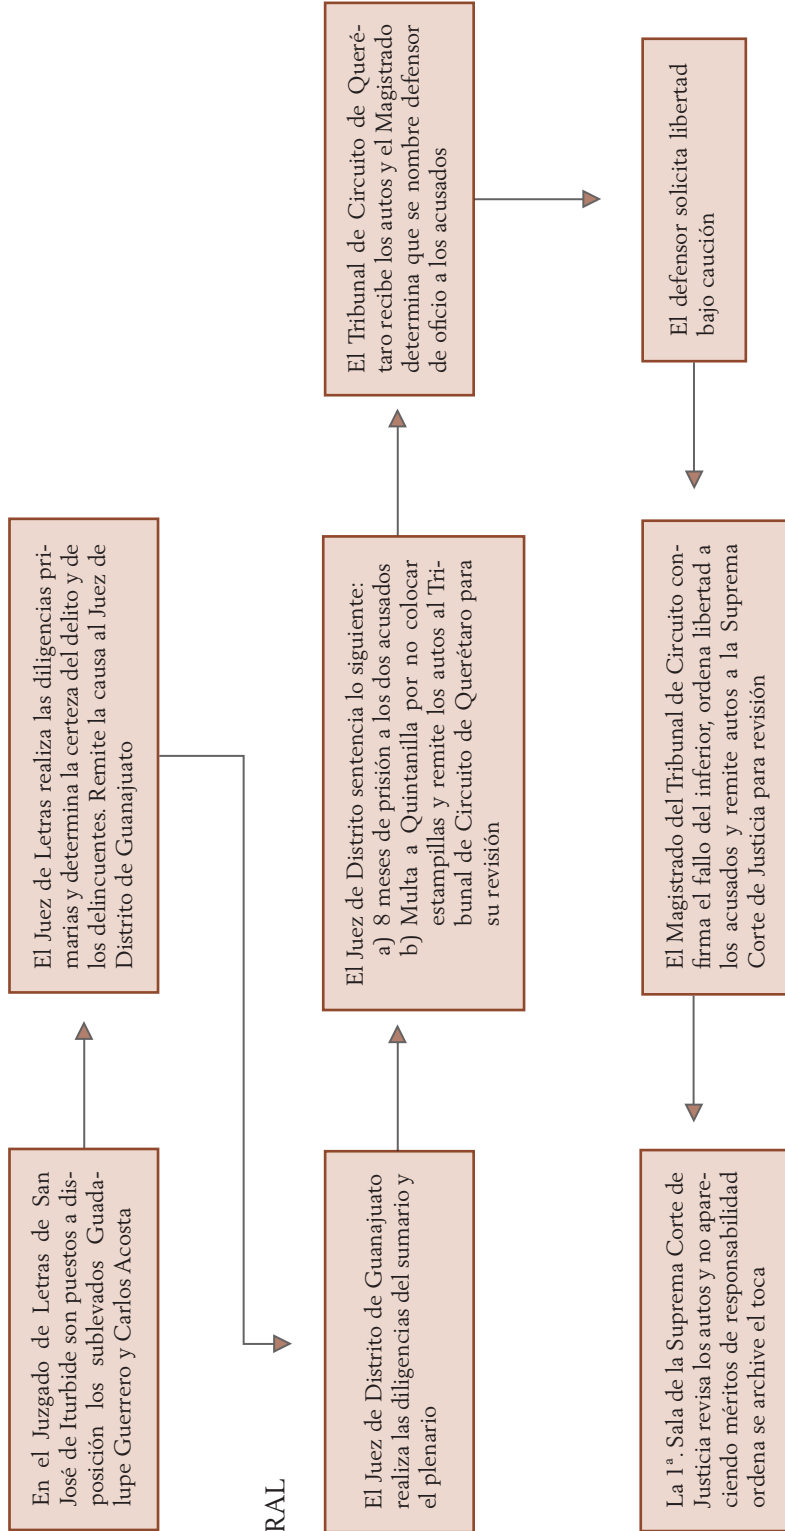 En el Juzgado de Letras de San
José de Iturbide son puestos a dis-
posición los sublevados Guada-
lupe Guerrero y Carlos Acosta
El Juez de Letras realiza las diligencias pri-
marias y determina la certeza del delito y de
los delincuentes. Remite la causa al Juez de
Distrito de Guanajuato
RAL
El Juez de Distrito de Guanajuato
realiza las diligencias del sumario y
el plenario
El Juez de Distrito sentencia lo siguiente:
a) 8 meses de prisión a los dos acusados
b) Multa a Quintanilla por no colocar
estampillas y remite los autos al Tri-
bunal de Circuito de Querétaro para
su revisión
El Tribunal de Circuito de Queré-
taro recibe los autos y el Magistrado
determina que se nombre defensor
de oficio a los acusados
El defensor solicita libertad
bajo caución
El Magistrado del Tribunal de Circuito con-
firma el fallo del inferior, ordena libertad a
los acusados y remite autos a la Suprema
Corte de Justicia para revisión
La 1ª. Sala de la Suprema Corte de
Justicia revisa los autos y no apare-
ciendo méritos de responsabilidad
ordena se archive el toca